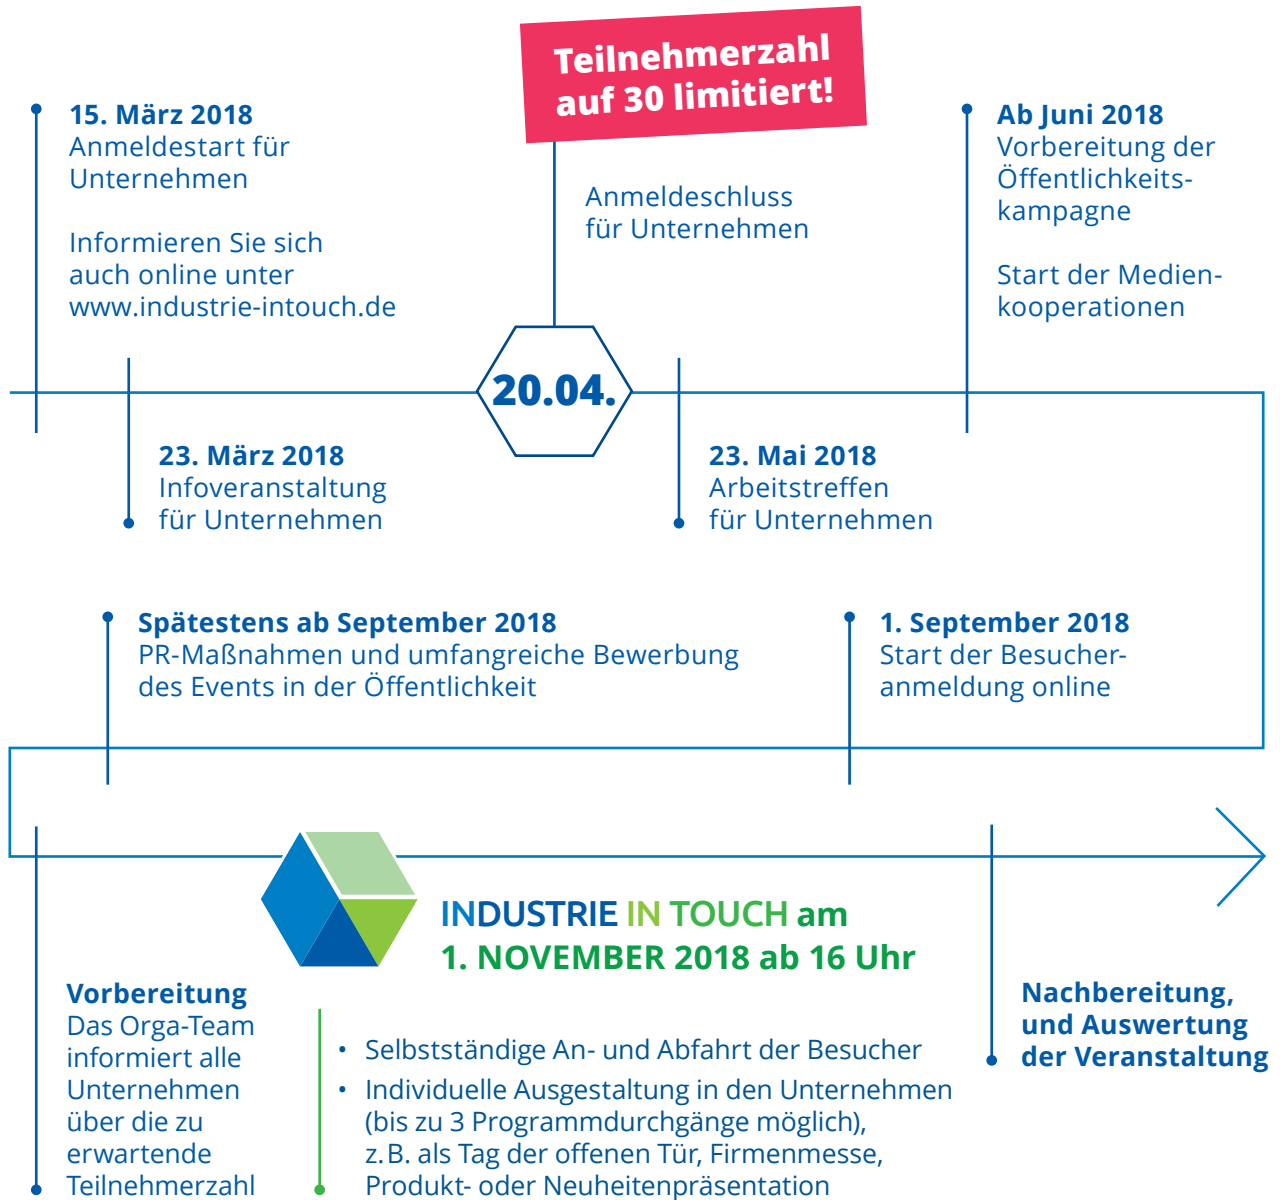 Teilnehmerzahl
auf 30 limitiert!
15. März 2018
Anmeldestart für
Unternehmen
Informieren Sie sich
auch online unter
www.industrie-intouch.de
Anmeldeschluss
für Unternehmen
Ab Juni 2018
Vorbereitung der
Öffentlichkeits-
kampagne
Start der Medien-
kooperationen
20.04.
23. März 2018
Infoveranstaltung
für Unternehmen
23. Mai 2018
Arbeitstreffen
für Unternehmen
1. September 2018
Start der Besucher-
anmeldung online
Spätestens ab September 2018
PR-Maßnahmen und umfangreiche Bewerbung
des Events in der Öffentlichkeit
Vorbereitung
Das Orga-Team
informiert alle
Unternehmen
über die zu
erwartende
Teilnehmerzahl
INDUSTRIE IN TOUCH am
1. NOVEMBER 2018 ab 16 Uhr
• Selbstständige An- und Abfahrt der Besucher
• Individuelle Ausgestaltung in den Unternehmen
(bis zu 3 Programmdurchgänge möglich),
z. B. als Tag der offenen Tür, Firmenmesse,
Produkt- oder Neuheitenpräsentation
Nachbereitung,
und Auswertung
der Veranstaltung